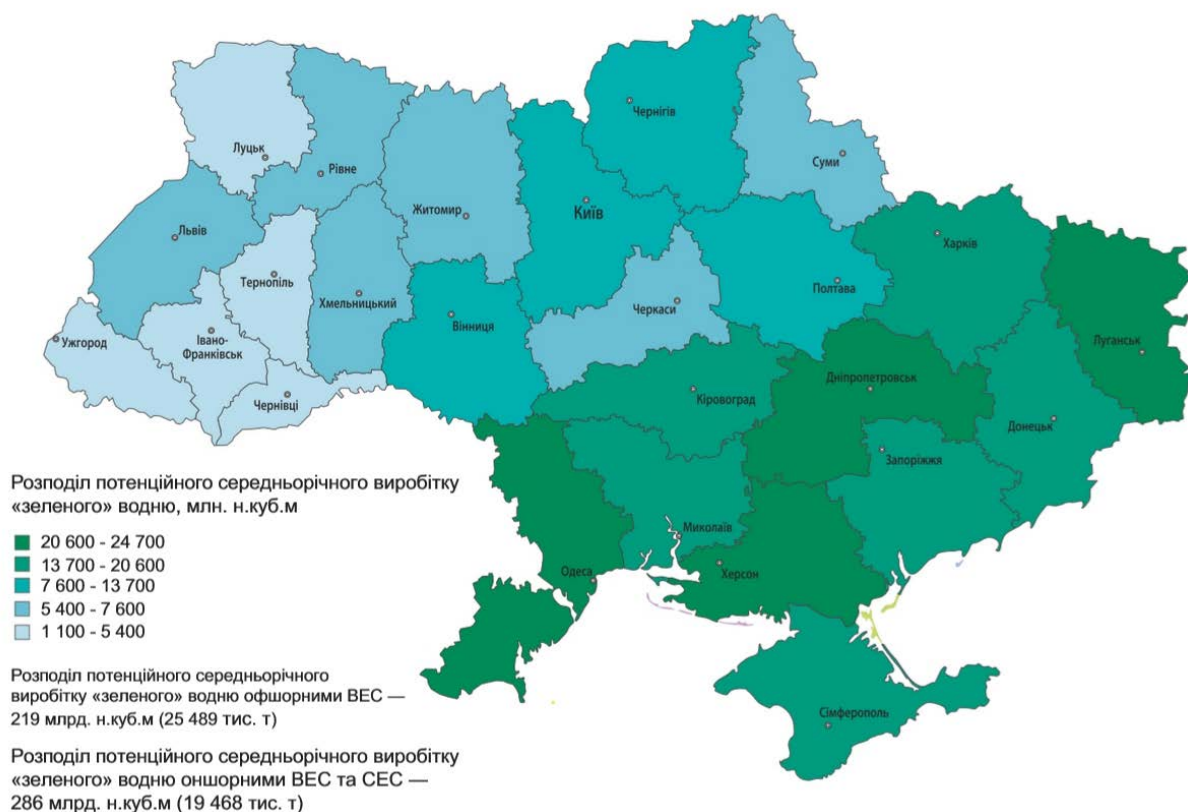 Чернігів
Луцьк
Рівне
Суми
Житомир
Київ
Львів
Харків
Тернопіль
Хмельницький
Черкаси
Полтава
Вінниця
Ужгород
Івано-
Франківськ
Луганськ
Чернівці
Кіровоград
Дніпропетровськ
Донецьк
Запоріжжя
Розподіл потенційного середньорічного виробітку
«зеленого» водню, млн. н.куб.м
20 600 - 24 700
13 700 - 20 600
7 600 - 13 700
5 400 - 7 600
1 100 - 5 400
Миколаїв
Одеса
Херсон
Сімферополь
Розподіл потенційного середньорічного
виробітку «зеленого» водню офшорними ВЕС —
219 млрд. н.куб.м (25 489 тис. т)
Розподіл потенційного середньорічного виробітку
«зеленого» водню оншорними ВЕС та СЕС —
286 млрд. н.куб.м (19 468 тис. т)